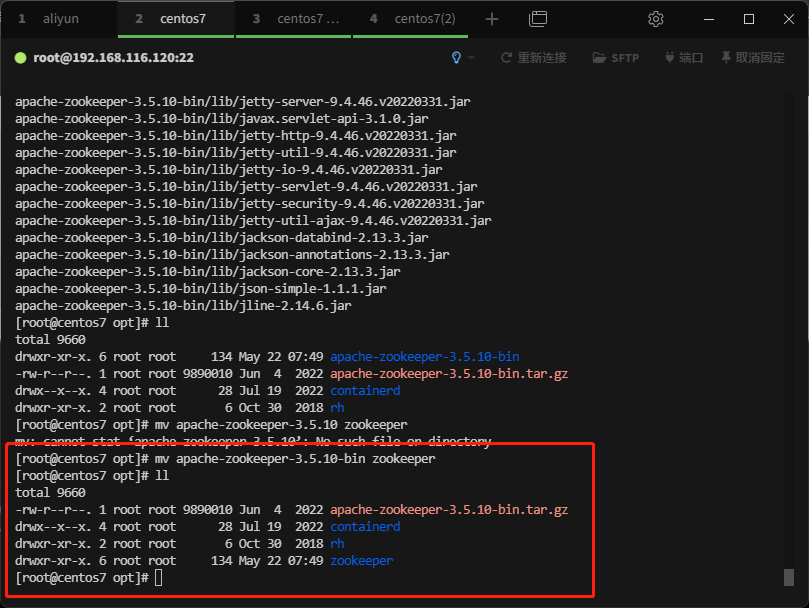 1 aliyun 2 centos7 3 centos7 ... 4 centos7(2)
root@192.168.116.120:22 重新连接 SFTP 端口 取消固定
apache-zookeeper-3.5.10-bin/lib/jetty-server-9.4.46.v20220331.jar
apache-zookeeper-3.5.10-bin/lib/javax.servlet-api-3.1.0.jar
apache-zookeeper-3.5.10-bin/lib/jetty-http-9.4.46.v20220331.jar
apache-zookeeper-3.5.10-bin/lib/jetty-util-9.4.46.v20220331.jar
apache-zookeeper-3.5.10-bin/lib/jetty-io-9.4.46.v20220331.jar
apache-zookeeper-3.5.10-bin/lib/jetty-servlet-9.4.46.v20220331.jar
apache-zookeeper-3.5.10-bin/lib/jetty-security-9.4.46.v20220331.jar
apache-zookeeper-3.5.10-bin/lib/jetty-util-ajax-9.4.46.v20220331.jar
apache-zookeeper-3.5.10-bin/lib/jackson-databind-2.13.3.jar
apache-zookeeper-3.5.10-bin/lib/jackson-annotations-2.13.3.jar
apache-zookeeper-3.5.10-bin/lib/jackson-core-2.13.3.jar
apache-zookeeper-3.5.10-bin/lib/json-simple-1.1.1.jar
apache-zookeeper-3.5.10-bin/lib/jline-2.14.6.jar
[root@centos7 opt]# ll
total 9660
drwxr-xr-x. 6 root root     134 May 22 07:49 apache-zookeeper-3.5.10-bin
-rw-r--r--. 1 root root 9890010 Jun  4  2022 apache-zookeeper-3.5.10-bin.tar.gz
drwx--x--x. 4 root root      28 Jul 19  2022 containerd
drwxr-xr-x. 2 root root       6 Oct 30  2018 rh
[root@centos7 opt]# mv apache-zookeeper-3.5.10 zookeeper
mv: cannot stat ‘apache-zookeeper-3.5.10’: No such file or directory
[root@centos7 opt]# mv apache-zookeeper-3.5.10-bin zookeeper
[root@centos7 opt]# ll
total 9660
-rw-r--r--. 1 root root 9890010 Jun  4  2022 apache-zookeeper-3.5.10-bin.tar.gz
drwx--x--x. 4 root root      28 Jul 19  2022 containerd
drwxr-xr-x. 2 root root       6 Oct 30  2018 rh
drwxr-xr-x. 6 root root     134 May 22 07:49 zookeeper
[root@centos7 opt]#